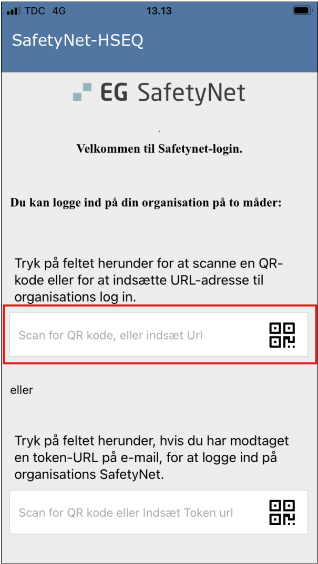 TDC 4G 13.13
SafetyNet-HSEQ
EG SafetyNet
.
Velkommen til Safetynet-login.
Du kan logge ind på din organisation på to måder:
Tryk på feltet herunder for at scanne en QR-
kode eller for at indsætte URL-adresse til
organisations log in.
Scan for QR kode, eller indsæt Url
eller
Tryk på feltet herunder, hvis du har modtaget
en token-URL på e-mail, for at logge ind på
organisations SafetyNet.
Scan for QR kode eller Indsæt Token url